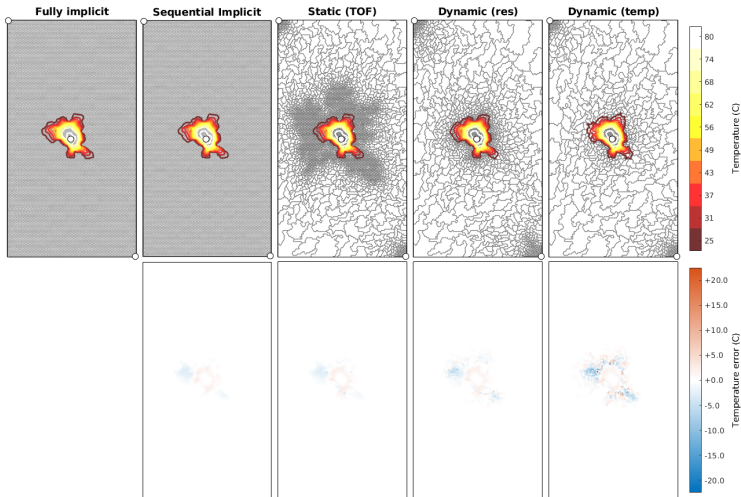 Fully implicit
Sequential Implicit
Static (TOF)
Dynamic (res)
Dynamic (temp)
80
74
68
62
56
49
43
37
31
25
Temperature (C)
+20.0
+15.0
+10.0
+5.0
+0.0
-5.0
-10.0
-15.0
-20.0
Temperature error (C)